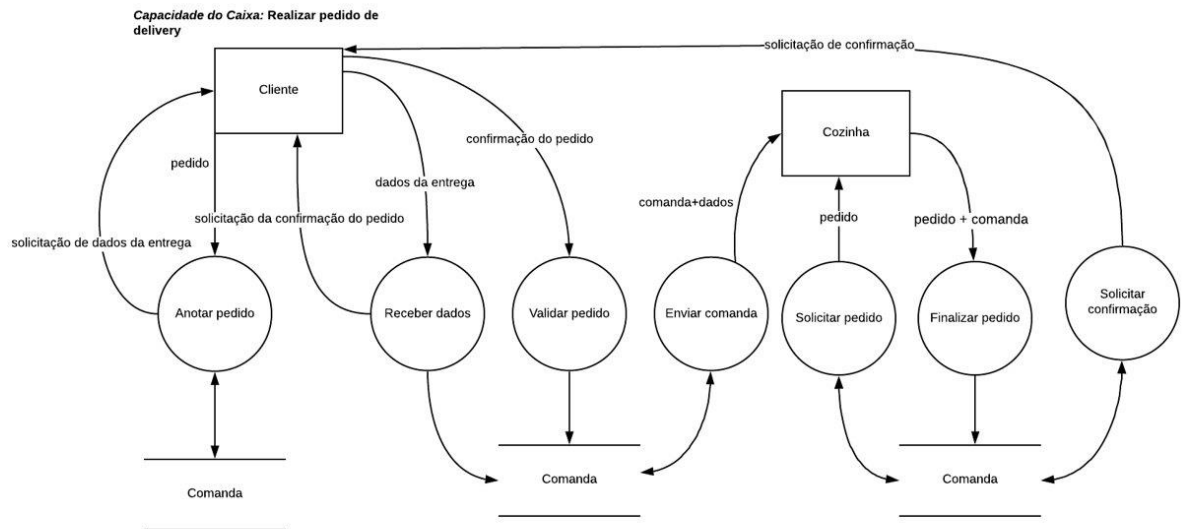 Capacidade do Caixa: Realizar pedido de
delivery
solicitação de confirmação
Cliente
Cozinha
confirmação do pedido
pedido
dados da entrega
comanda+dados
solicitação da confirmação do pedido
pedido
pedido + comanda
solicitação de dados da entrega
Anotar pedido
Receber dados
Validar pedido
Enviar comanda
Solicitar pedido
Finalizar pedido
Solicitar
confirmação
Comanda
Comanda
Comanda